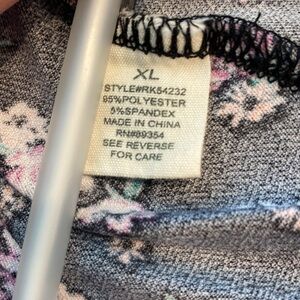 XL
STYLE#RK54232
95%POLYESTER
5%SPANDEX
MADE IN CHINA
RN#89354
SEE REVERSE
FOR CARE